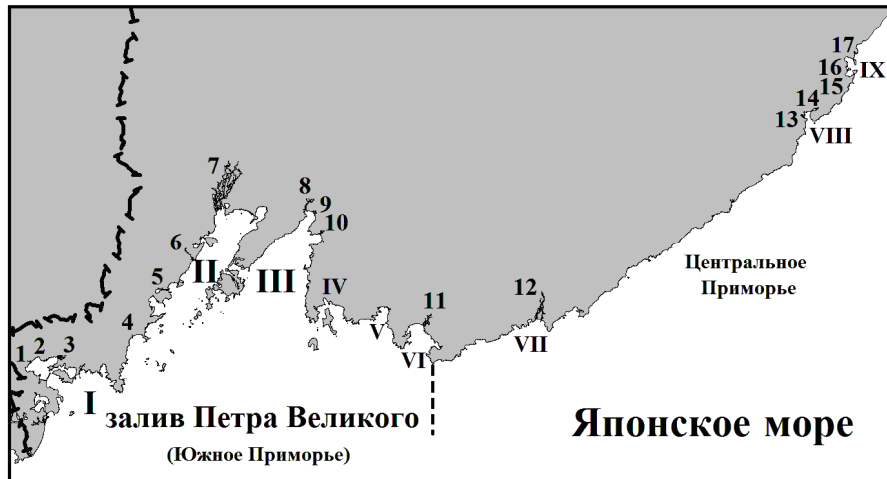 17
16
IX
15
14
13
VIII
7
8
9
10
6
II
III
5
IV
11
12
Центральное
Приморье
4
V
VII
1
2
3
VI
I
залив Петра Великого
(Южное Приморье)
Японское море